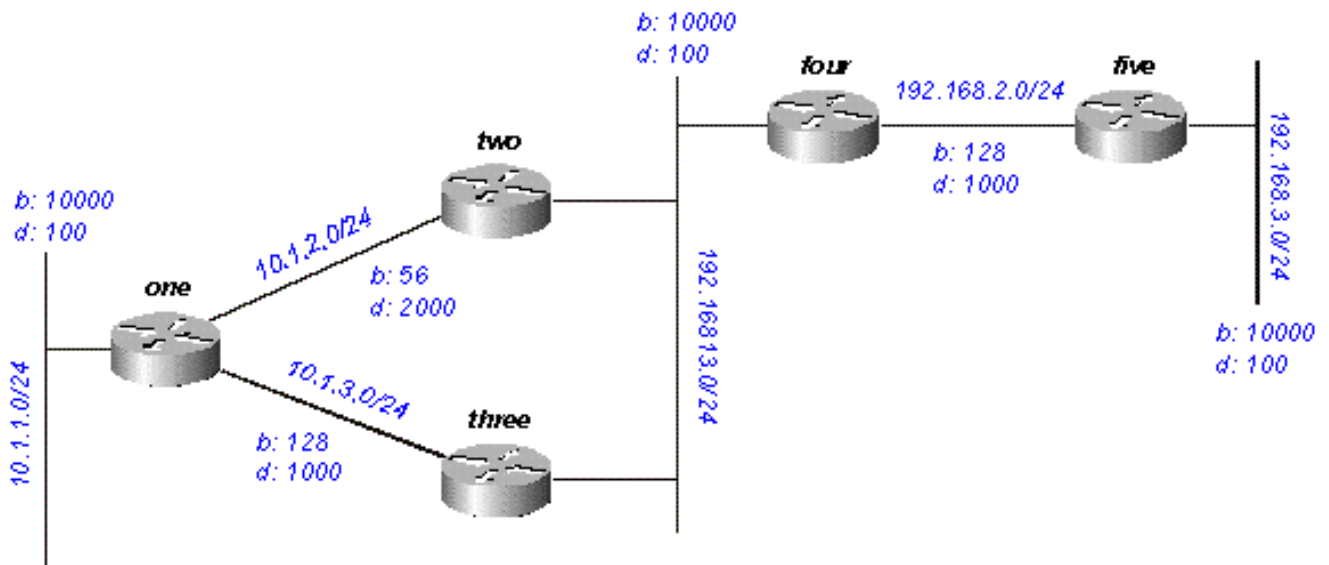 b: 10000
d: 100
four
five
192.168.2.0/24
b: 128
d: 1000
192.168.3.0/24
b: 10000
d: 100
two
b: 10000
d: 100
10.1.2.0/24
b: 56
d: 2000
one
10.1.1.0/24
10.1.3.0/24
b: 128
d: 1000
three
192.16813.0/24